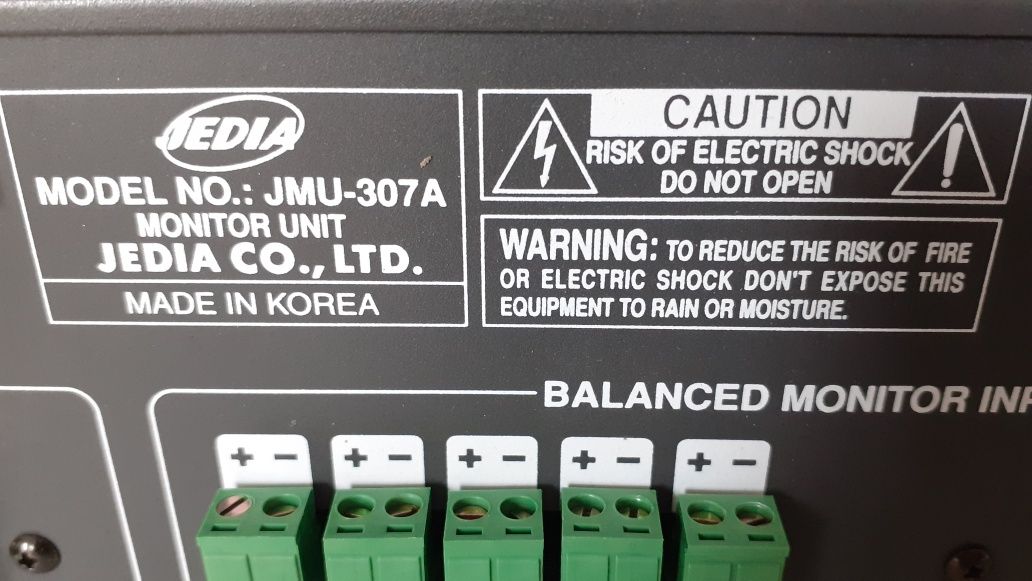 JEDIA
MODEL NO.: JMU-307A
MONITOR UNIT
JEDIA CO., LTD.
MADE IN KOREA
CAUTION
RISK OF ELECTRIC SHOCK
DO NOT OPEN
WARNING: TO REDUCE THE RISK OF FIRE
OR ELECTRIC SHOCK DON'T EXPOSE THIS
EQUIPMENT TO RAIN OR MOISTURE.
BALANCED MONITOR INP
+ − + − + − + − + −